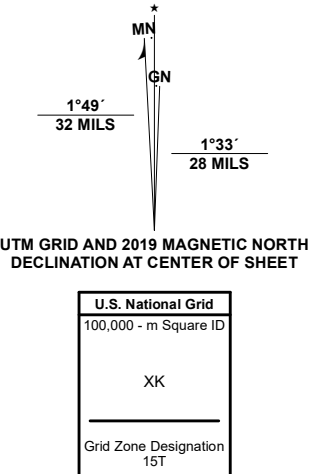 MN
GN
1°49´
32 MILS
1°33´
28 MILS
UTM GRID AND 2019 MAGNETIC NORTH
DECLINATION AT CENTER OF SHEET
U.S. National Grid
100,000 - m Square ID
XK
Grid Zone Designation
15T